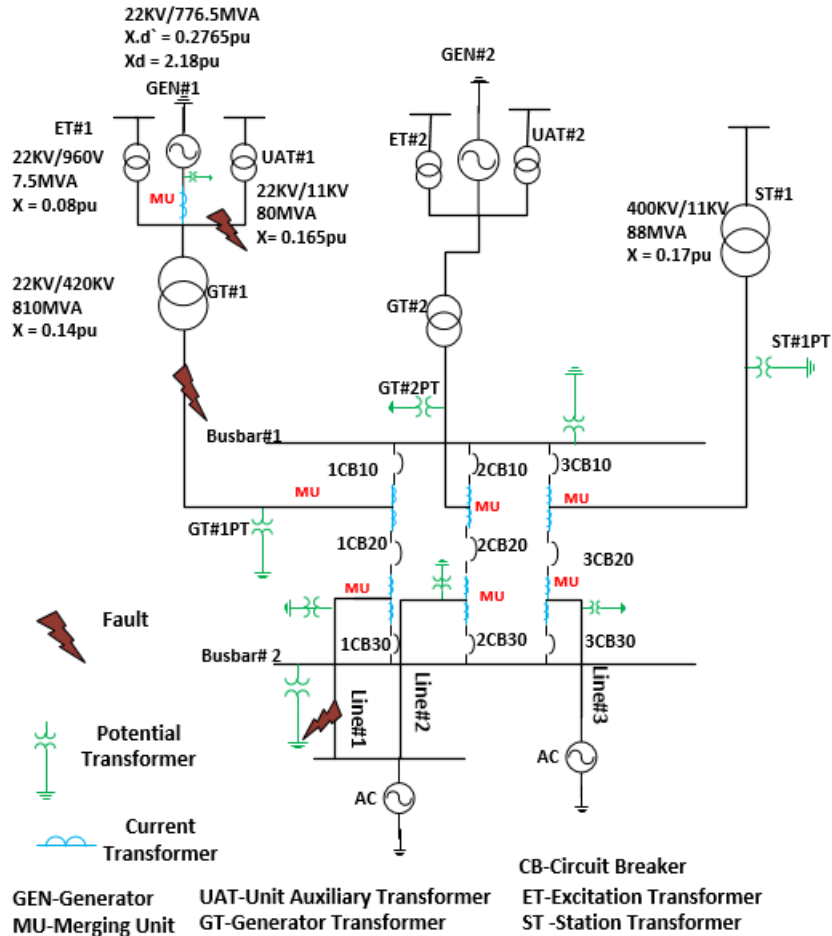 22KV/776.5MVA
X.d` = 0.2765pu
Xd = 2.18pu
GEN#1
GEN#2
ET#1
22KV/960V
7.5MVA
X = 0.08pu
MU
UAT#1
22KV/11KV
80MVA
X= 0.165pu
ET#2
UAT#2
400KV/11KV
88MVA
X = 0.17pu
ST#1
22KV/420KV
810MVA
X = 0.14pu
GT#1
GT#2
ST#1PT
GT#2PT
Busbar#1
1CB10
2CB10
3CB10
MU
MU
MU
GT#1PT
1CB20
2CB20
3CB20
MU
MU
MU
Fault
1CB30
2CB30
3CB30
Busbar# 2
Line#1
Line#2
Line#3
Potential
Transformer
AC
AC
Current
Transformer
CB-Circuit Breaker
GEN-Generator
UAT-Unit Auxiliary Transformer
ET-Excitation Transformer
MU-Merging Unit
GT-Generator Transformer
ST -Station Transformer